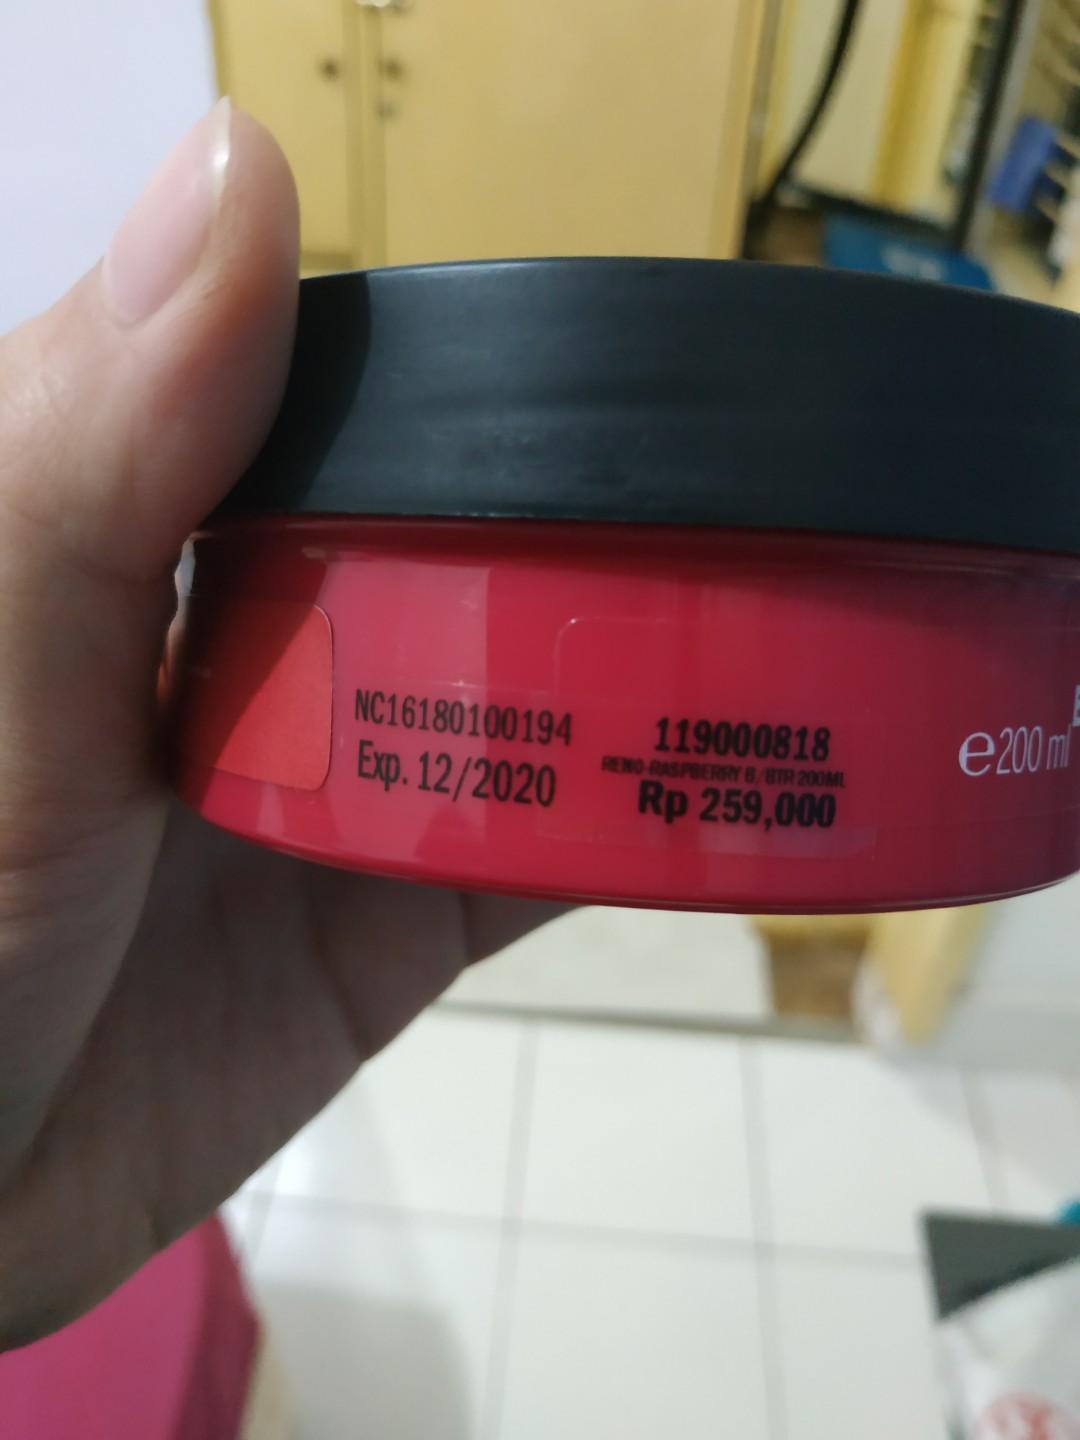 NC16180100194
Exp. 12/2020
119000818
RENO-RASPBERRY B/BTR 200ML
Rp 259,000
e200 ml